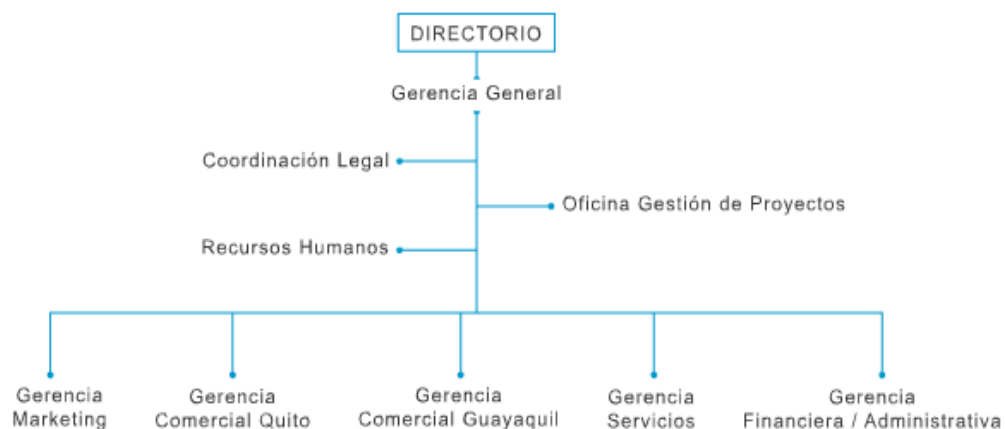 DIRECTORIO
Gerencia General
Coordinación Legal
Oficina Gestión de Proyectos
Recursos Humanos
Gerencia
Marketing
Gerencia
Comercial Quito
Gerencia
Comercial Guayaquil
Gerencia
Servicios
Gerencia
Financiera / Administrativa